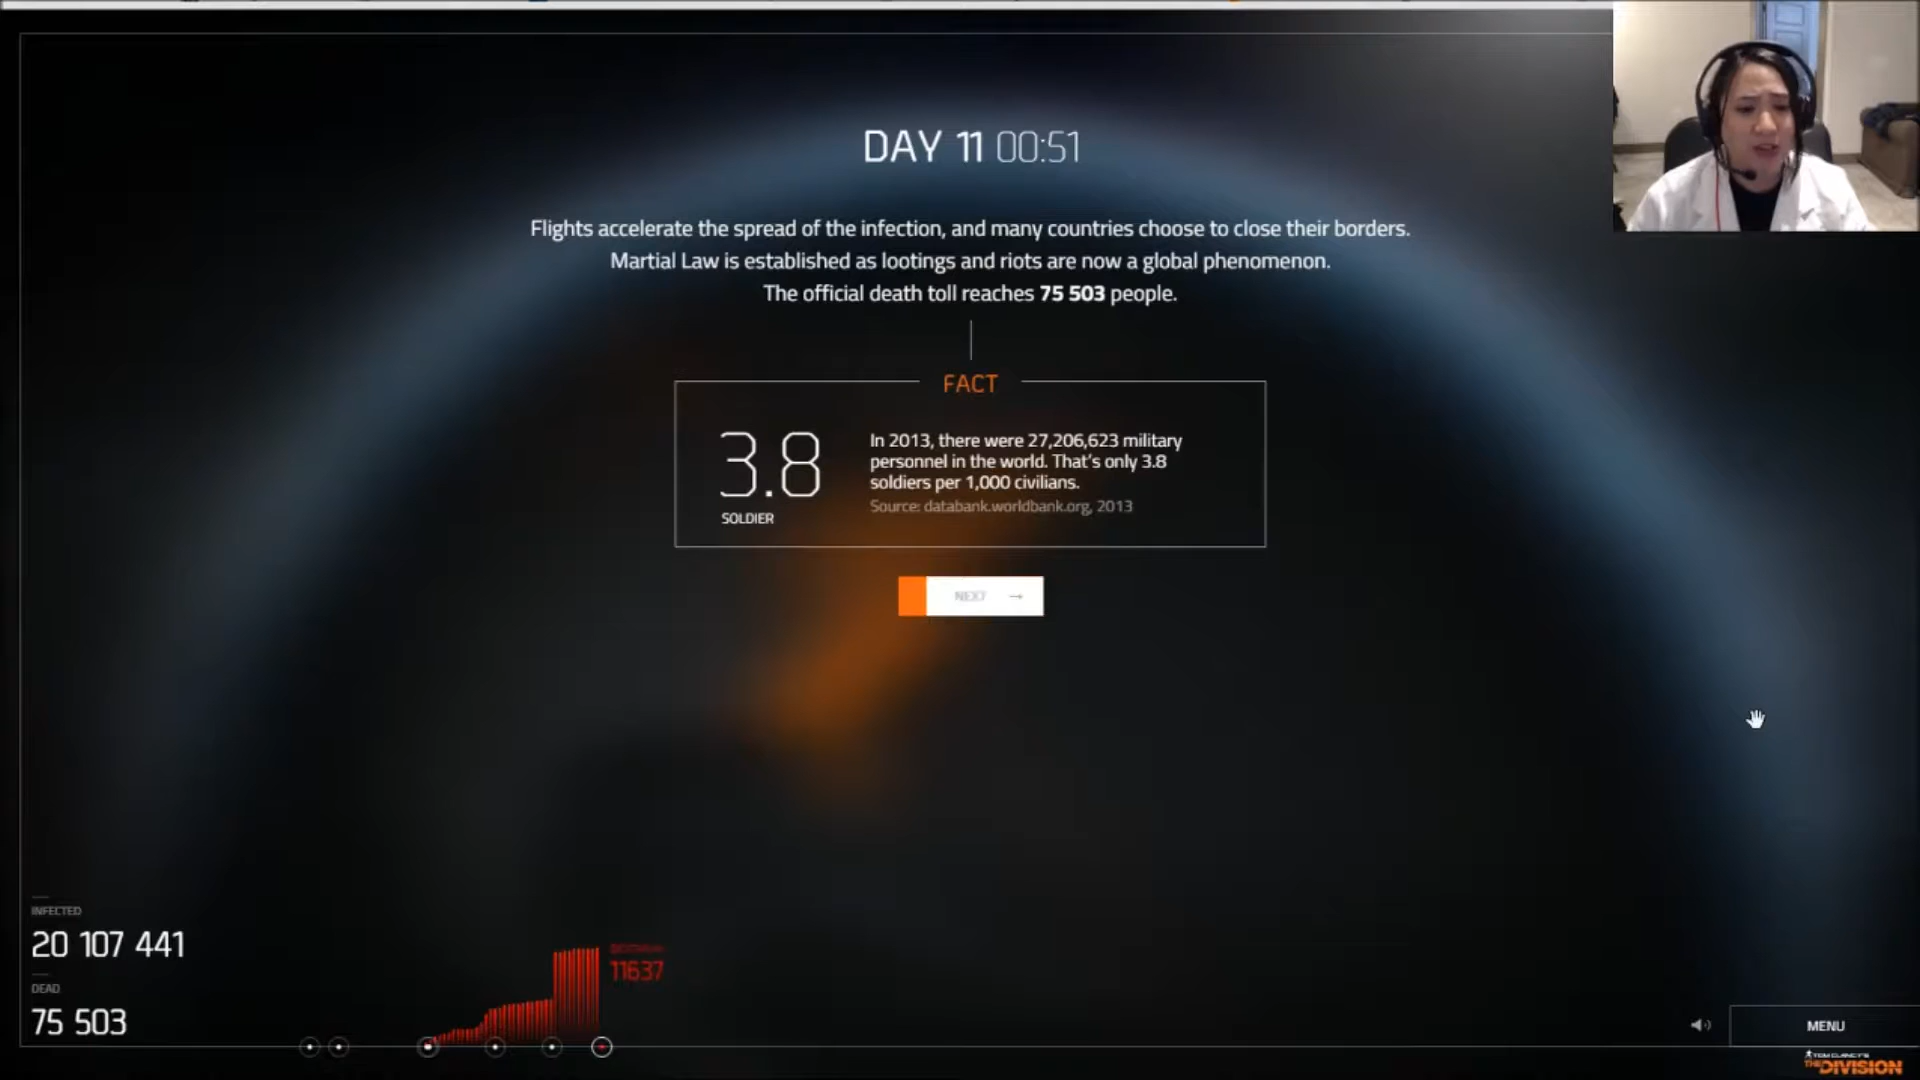 DAY 11 00:51
Flights accelerate the spread of the infection, and many countries choose to close their borders.
Martial Law is established as lootings and riots are now a global phenomenon.
The official death toll reaches 75 503 people.
FACT
3.8
SOLDIER
In 2013, there were 27,206,623 military
personnel in the world. That's only 3.8
soldiers per 1,000 civilians.
Source: databank.worldbank.org, 2013
NEXT →
INFECTED
20 107 441
DEAD
75 503
11637
MENU
TOM CLANCY'S
THE DIVISION